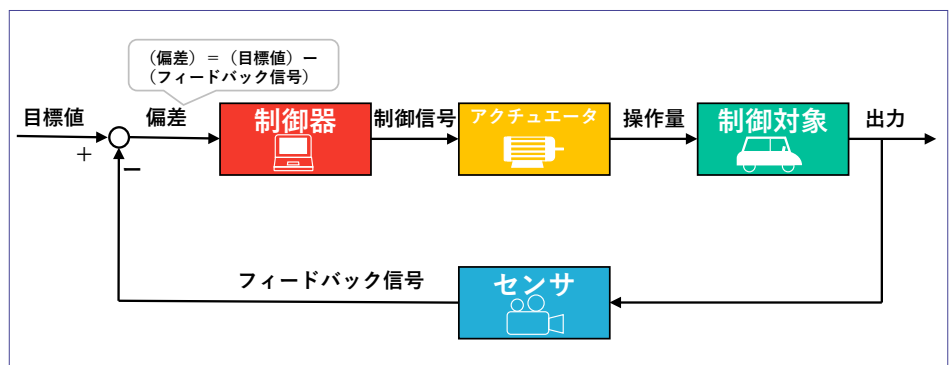 （偏差）＝（目標値）ー
（フィードバック信号）
目標値
偏差
制御器
制御信号
アクチュエータ
操作量
制御対象
出力
＋
ー
フィードバック信号
センサ